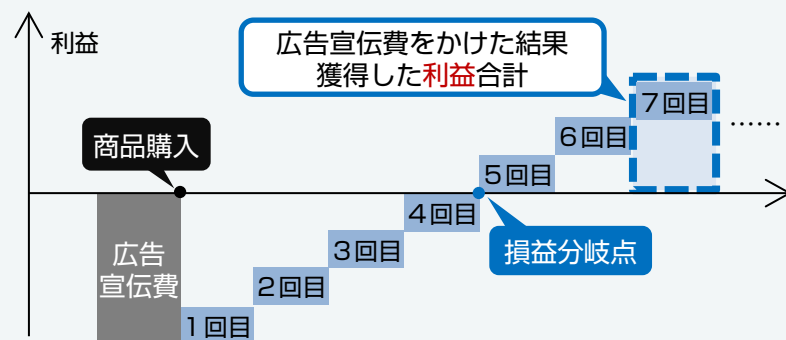 利益
広告宣伝費をかけた結果
獲得した利益合計
商品購入
広告
宣伝費
1回目
2回目
3回目
4回目
5回目
6回目
7回目
……
損益分岐点